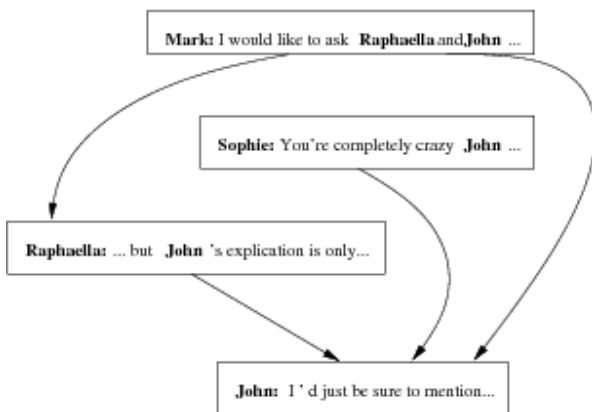 Mark: I would like to ask Raphaella and John ...
Sophie: You're completely crazy John ...
Raphaella: ... but John 's explication is only...
John: I ' d just be sure to mention...